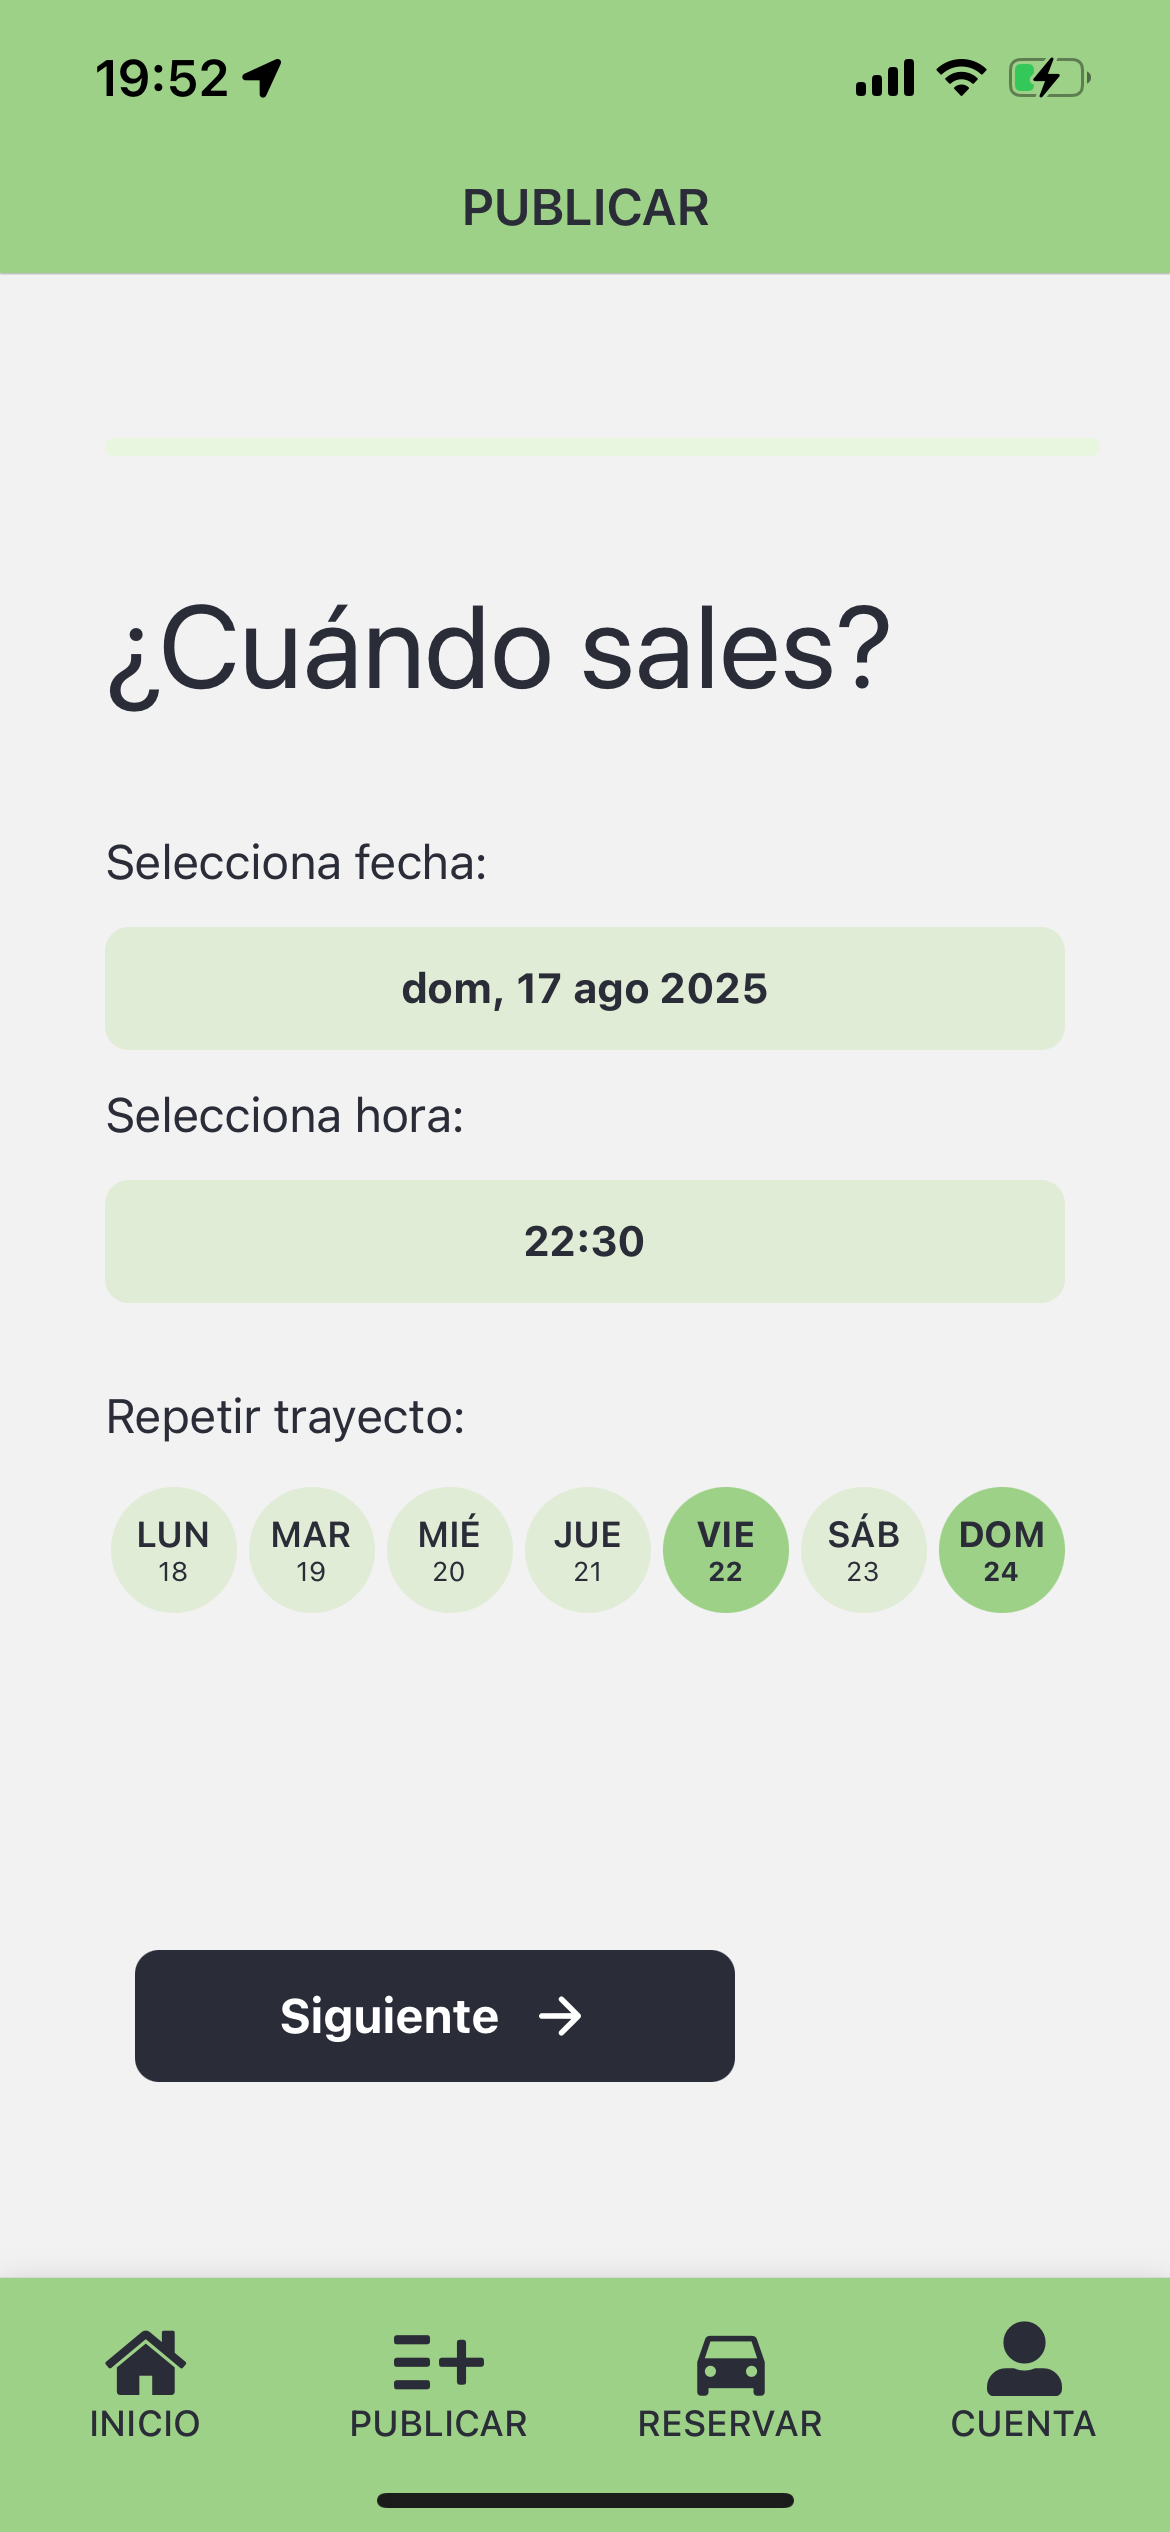 19:52
PUBLICAR
¿Cuándo sales?
Selecciona fecha:
dom, 17 ago 2025
Selecciona hora:
22:30
Repetir trayecto:
LUN MAR MIÉ JUE VIE SÁB DOM
18 19 20 21 22 23 24
Siguiente →
INICIO PUBLICAR RESERVAR CUENTA